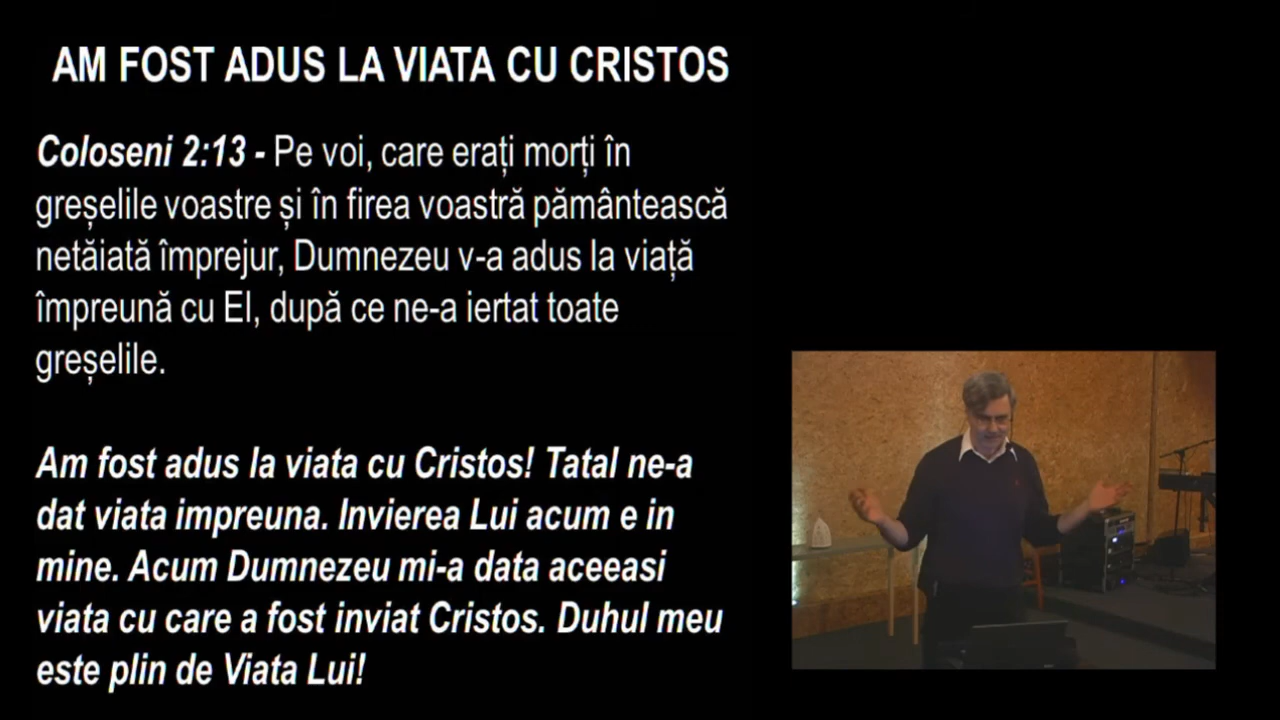 AM FOST ADUS LA VIATA CU CRISTOS
Coloseni 2:13 - Pe voi, care erați morți în
greșelile voastre și în firea voastră pământească
netăiată împrejur, Dumnezeu v-a adus la viață
împreună cu El, după ce ne-a iertat toate
greșelile.
Am fost adus la viata cu Cristos! Tatal ne-a
dat viata impreuna. Invierea Lui acum e in
mine. Acum Dumnezeu mi-a data aceeasi
viata cu care a fost inviat Cristos. Duhul meu
este plin de Viata Lui!